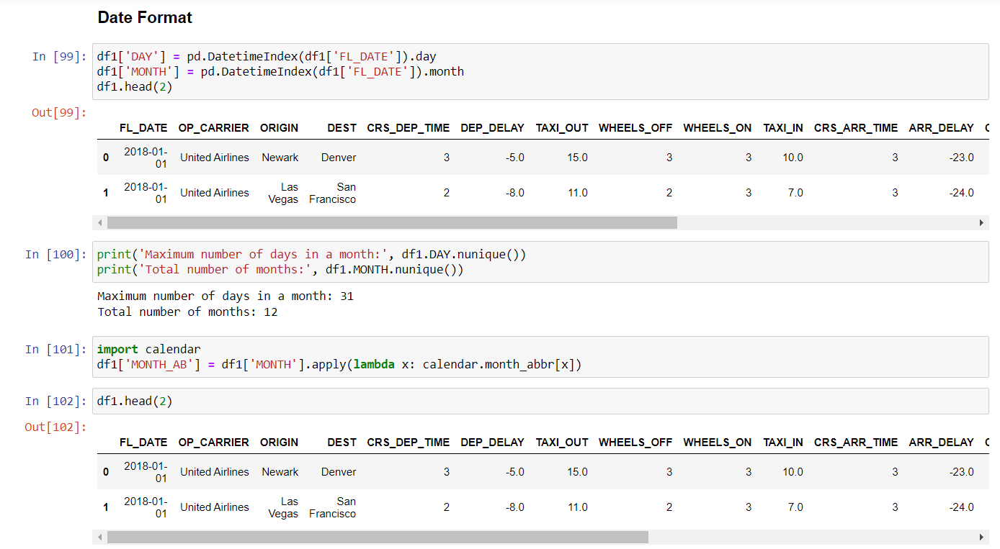 Date Format
In [99]: df1['DAY'] = pd.DatetimeIndex(df1['FL_DATE']).day
df1['MONTH'] = pd.DatetimeIndex(df1['FL_DATE']).month
df1.head(2)
Out[99]:
FL_DATE OP_CARRIER ORIGIN DEST CRS_DEP_TIME DEP_DELAY TAXI_OUT WHEELS_OFF WHEELS_ON TAXI_IN CRS_ARR_TIME ARR_DELAY
0 2018-01-01 United Airlines Newark Denver 3 -5.0 15.0 3 3 10.0 3 -23.0
1 2018-01-01 United Airlines Las Vegas San Francisco 2 -8.0 11.0 2 3 7.0 3 -24.0
In [100]: print('Maximum number of days in a month:', df1.DAY.nunique())
print('Total number of months:', df1.MONTH.nunique())
Maximum number of days in a month: 31
Total number of months: 12
In [101]: import calendar
df1['MONTH_AB'] = df1['MONTH'].apply(lambda x: calendar.month_abbr[x])
In [102]: df1.head(2)
Out[102]:
FL_DATE OP_CARRIER ORIGIN DEST CRS_DEP_TIME DEP_DELAY TAXI_OUT WHEELS_OFF WHEELS_ON TAXI_IN CRS_ARR_TIME ARR_DELAY
0 2018-01-01 United Airlines Newark Denver 3 -5.0 15.0 3 3 10.0 3 -23.0
1 2018-01-01 United Airlines Las Vegas San Francisco 2 -8.0 11.0 2 3 7.0 3 -24.0